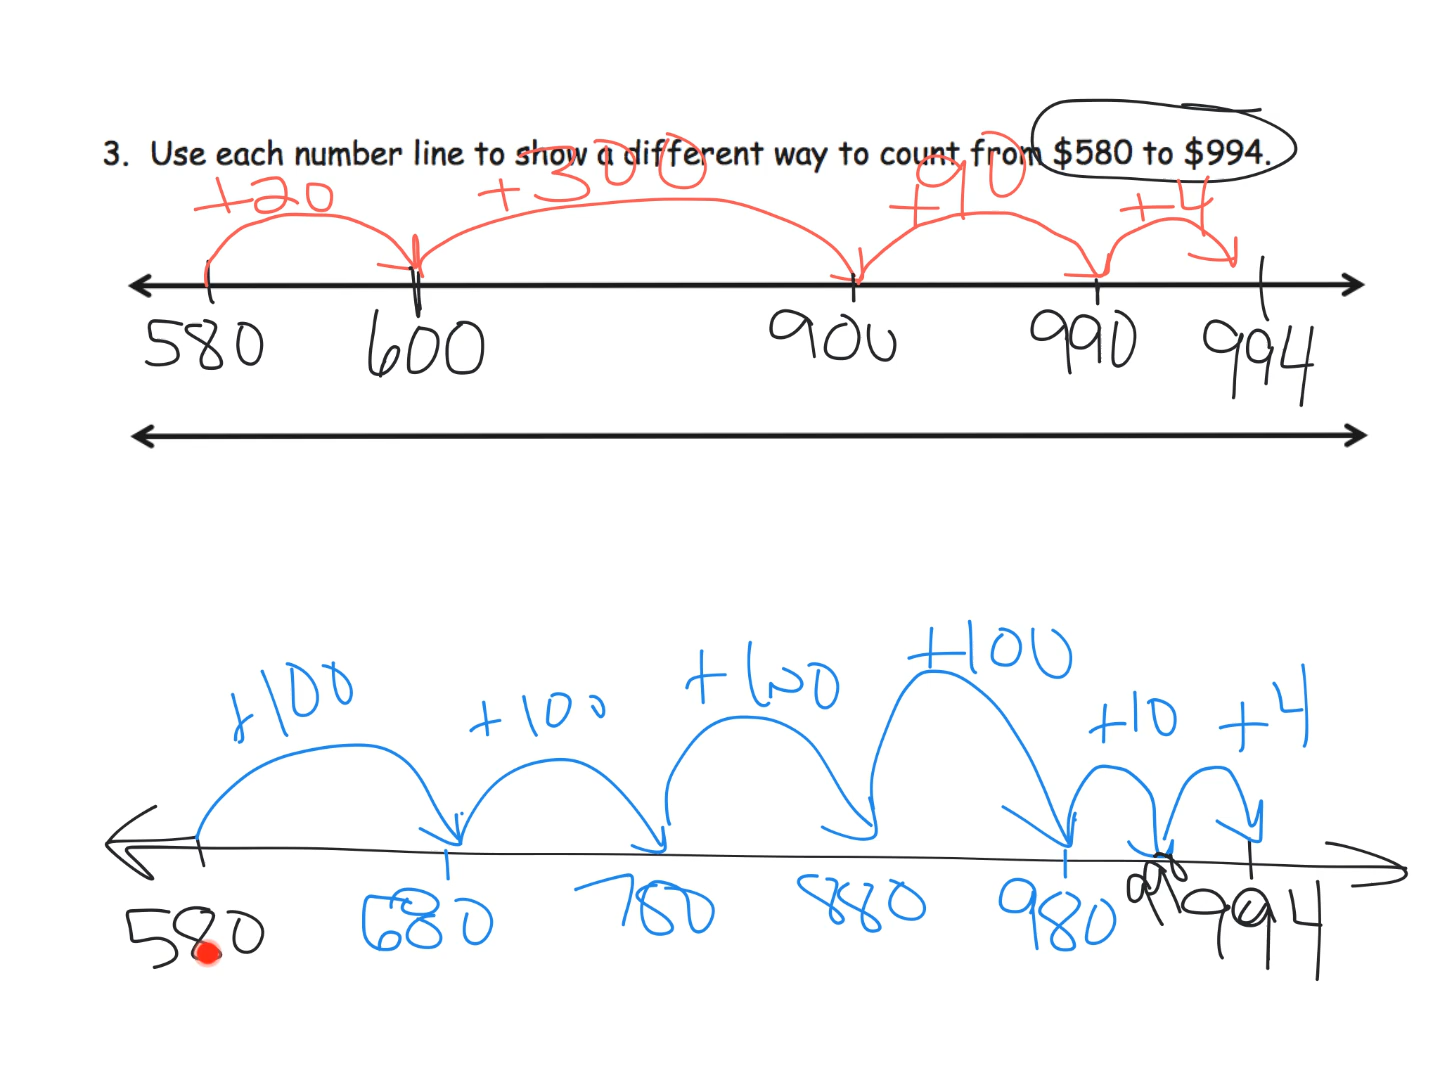 3. Use each number line to show a different way to count from $580 to $994.
+20 +300 +90 +4
580 600 900 990 994
+100 +100 +100 +100 +10 +4
580 680 780 880 980 990 994